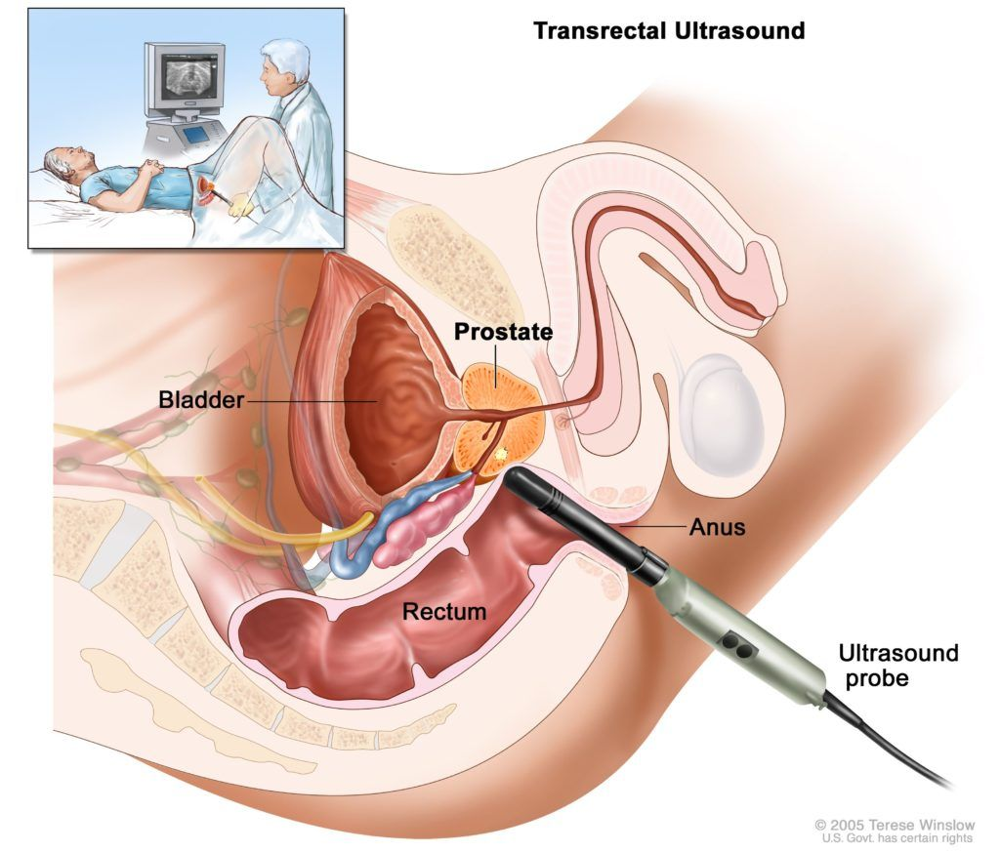 Transrectal Ultrasound
Prostate
Bladder
Anus
Rectum
Ultrasound
probe
© 2005 Terese Winslow
U.S. Govt. has certain rights